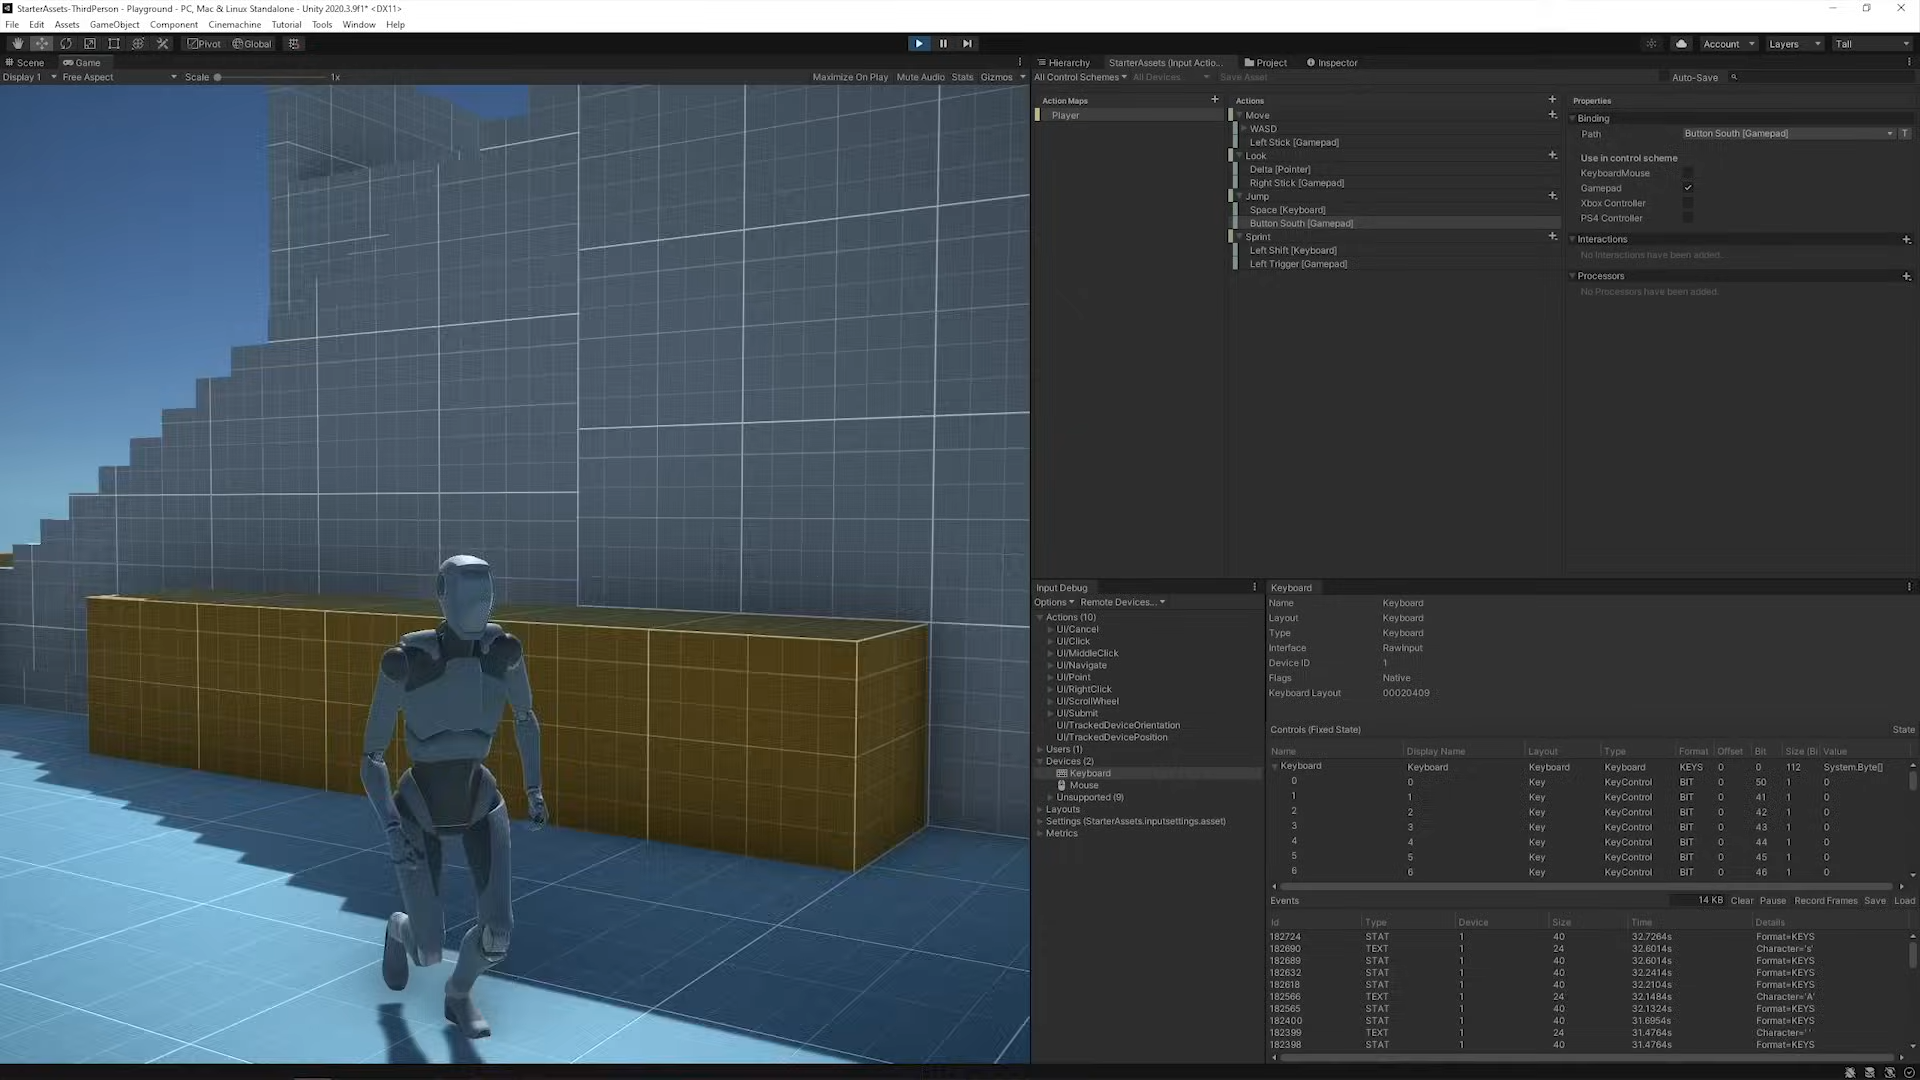 StarterAssets-ThirdPerson - Playground - PC, Mac & Linux Standalone - Unity 2020.3.9f1* <DX11>
File Edit Assets GameObject Component Cinemachine Tutorial Tools Window Help
Pivot Global
Account Layers Tall
Scene Game
Display 1 Free Aspect Scale 1x Maximize On Play Mute Audio Stats Gizmos
Hierarchy StarterAssets (Input Actio... Project Inspector
All Control Schemes All Devices Save Asset Auto-Save
Action Maps
Player
Actions
Move
WASD
Left Stick [Gamepad]
Look
Delta [Pointer]
Right Stick [Gamepad]
Jump
Space [Keyboard]
Button South [Gamepad]
Sprint
Left Shift [Keyboard]
Left Trigger [Gamepad]
Properties
Binding
Path Button South [Gamepad] T
Use in control scheme
KeyboardMouse
Gamepad
Xbox Controller
PS4 Controller
Interactions
No Interactions have been added.
Processors
No Processors have been added.
Input Debug
Options Remote Devices...
Actions (10)
UI/Cancel
UI/Click
UI/MiddleClick
UI/Navigate
UI/Point
UI/RightClick
UI/ScrollWheel
UI/Submit
UI/TrackedDeviceOrientation
UI/TrackedDevicePosition
Users (1)
Devices (2)
Keyboard
Mouse
Unsupported (9)
Layouts
Settings (StarterAssets.inputsettings.asset)
Metrics
Keyboard
Name Keyboard
Layout Keyboard
Type Keyboard
Interface RawInput
Device ID 1
Flags Native
Keyboard Layout 00020409
Controls (Fixed State) State
Name Display Name Layout Type Format Offset Bit Size (Bi Value
Keyboard Keyboard Keyboard Keyboard KEYS 0 0 112 System.Byte[]
0 0 Key KeyControl BIT 0 50 1 0
1 1 Key KeyControl BIT 0 41 1 0
2 2 Key KeyControl BIT 0 42 1 0
3 3 Key KeyControl BIT 0 43 1 0
4 4 Key KeyControl BIT 0 44 1 0
5 5 Key KeyControl BIT 0 45 1 0
6 6 Key KeyControl BIT 0 46 1 0
Events 14 KB Clear Pause Record Frames Save Load
Id Type Device Size Time Details
182724 STAT 1 40 32.7264s Format=KEYS
182690 TEXT 1 24 32.6014s Character='s'
182689 STAT 1 40 32.6014s Format=KEYS
182632 STAT 1 40 32.2414s Format=KEYS
182618 STAT 1 40 32.2104s Format=KEYS
182566 TEXT 1 24 32.1484s Character='A'
182565 STAT 1 40 32.1324s Format=KEYS
182400 STAT 1 40 31.6954s Format=KEYS
182399 TEXT 1 24 31.4764s Character=' '
182398 STAT 1 40 31.4764s Format=KEYS